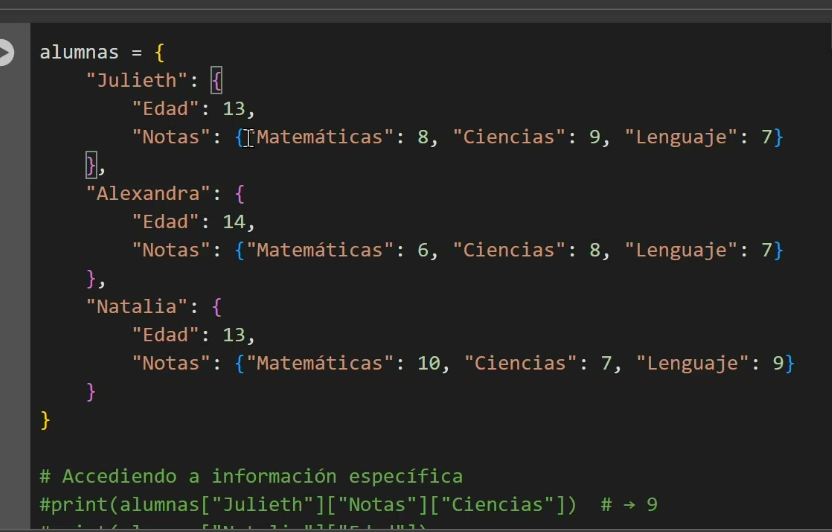 alumnas = {
    "Julieth": {
        "Edad": 13,
        "Notas": {"Matemáticas": 8, "Ciencias": 9, "Lenguaje": 7}
    },
    "Alexandra": {
        "Edad": 14,
        "Notas": {"Matemáticas": 6, "Ciencias": 8, "Lenguaje": 7}
    },
    "Natalia": {
        "Edad": 13,
        "Notas": {"Matemáticas": 10, "Ciencias": 7, "Lenguaje": 9}
    }
}
# Accediendo a información específica
#print(alumnas["Julieth"]["Notas"]["Ciencias"])  # → 9